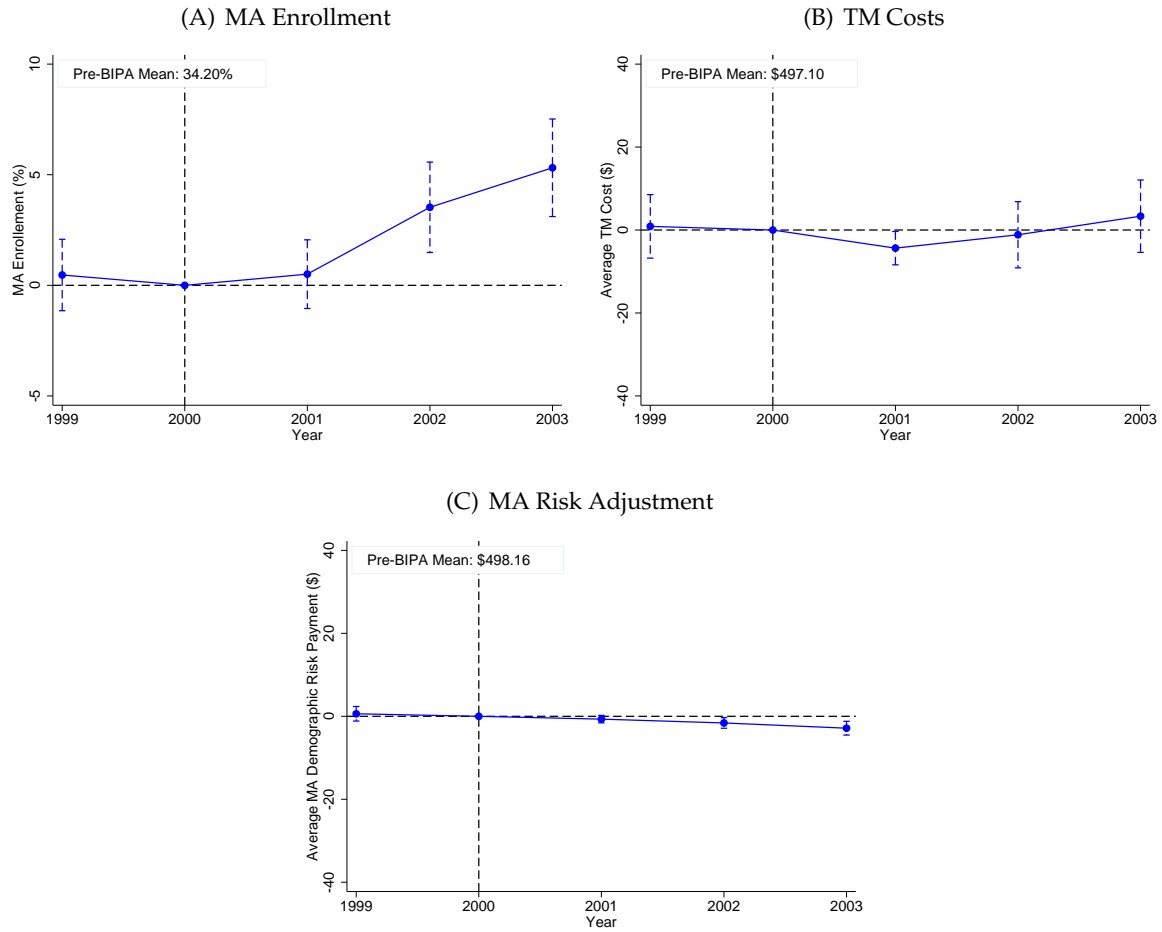 (A) MA Enrollment
Pre-BIPA Mean: 34.20%
MA Enrollement (%)
10
5
0
-5
1999 2000 2001 2002 2003
Year
(B) TM Costs
Pre-BIPA Mean: $497.10
Average TM Cost ($)
40
20
0
-20
-40
1999 2000 2001 2002 2003
Year
(C) MA Risk Adjustment
Pre-BIPA Mean: $498.16
Average MA Demographic Risk Payment ($)
40
20
0
-20
-40
1999 2000 2001 2002 2003
Year